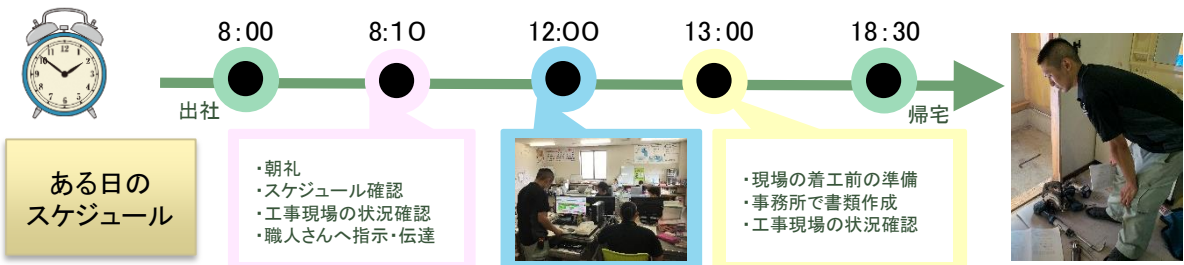 8:00
8:10
12:00
13:00
18:30
出社
帰宅
ある日の
スケジュール
・朝礼
・スケジュール確認
・工事現場の状況確認
・職人さんへ指示・伝達
・現場の着工前の準備
・事務所で書類作成
・工事現場の状況確認